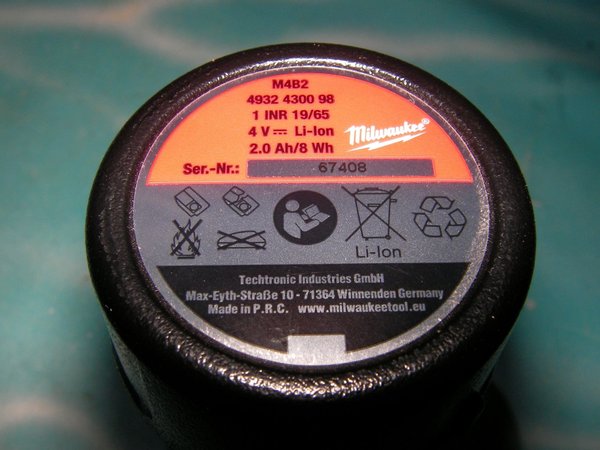 M4B2
4932 4300 98
1 INR 19/65
4 V ⎓ Li-Ion
2.0 Ah/8 Wh
Milwaukee®
Ser.-Nr.: 67408
Li-Ion
Techtronic Industries GmbH
Max-Eyth-Straße 10 - 71364 Winnenden Germany
Made in P.R.C. www.milwaukeetool.eu